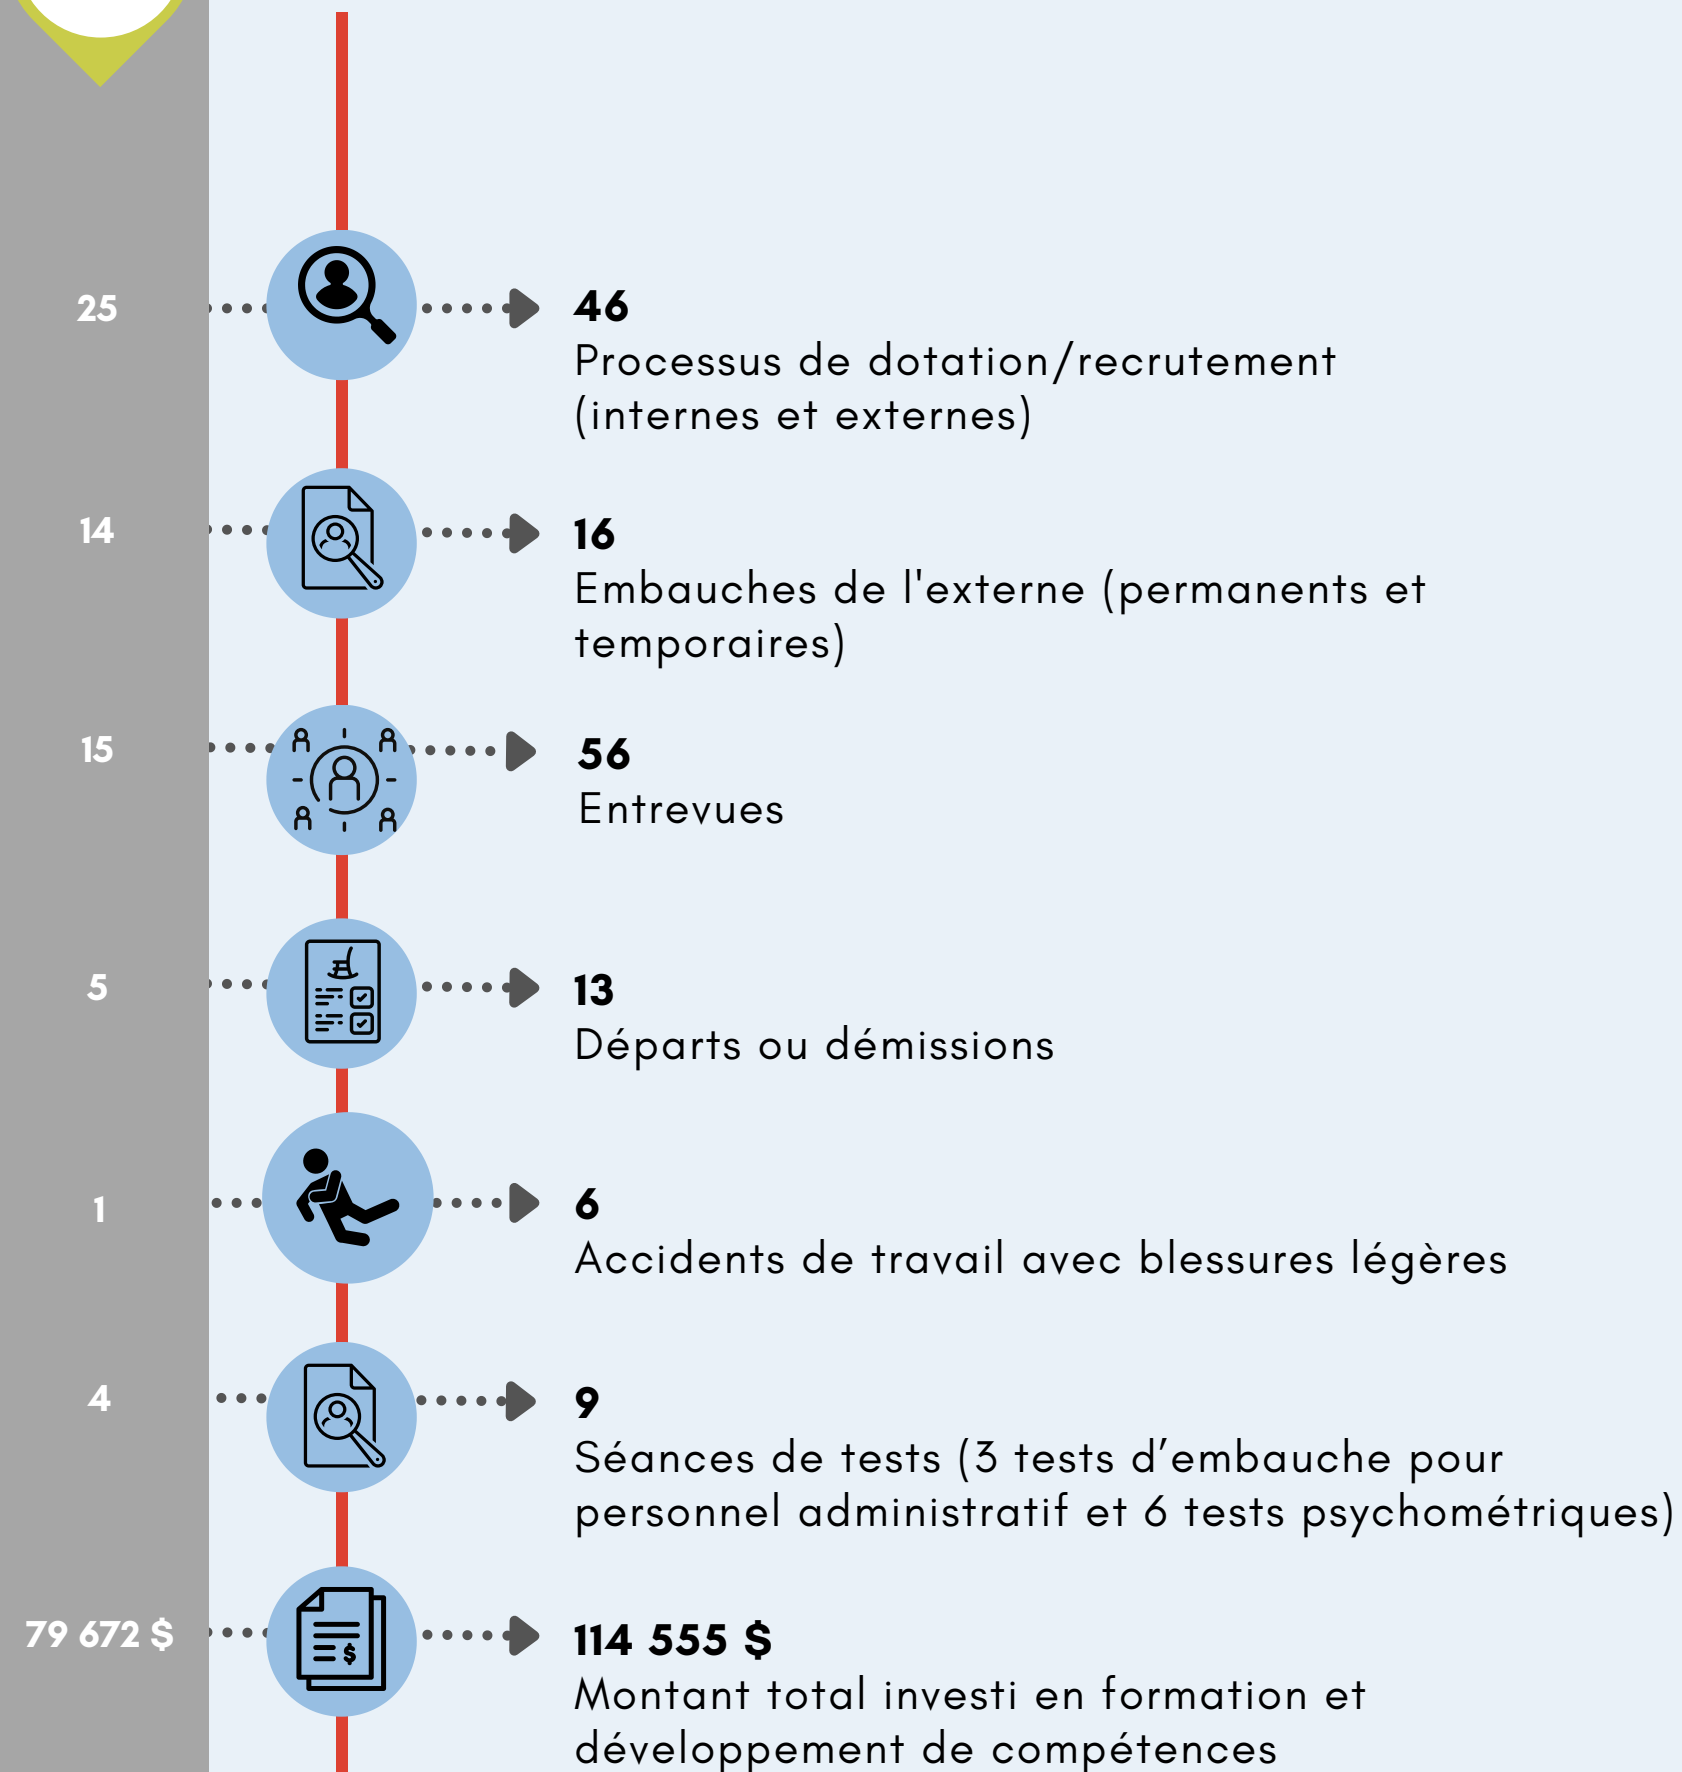 25
46
Processus de dotation/recrutement
(internes et externes)
14
16
Embauches de l'externe (permanents et
temporaires)
15
56
Entrevues
5
13
Départs ou démissions
1
6
Accidents de travail avec blessures légères
4
9
Séances de tests (3 tests d’embauche pour
personnel administratif et 6 tests psychométriques)
79 672 $
114 555 $
Montant total investi en formation et
développement de compétences